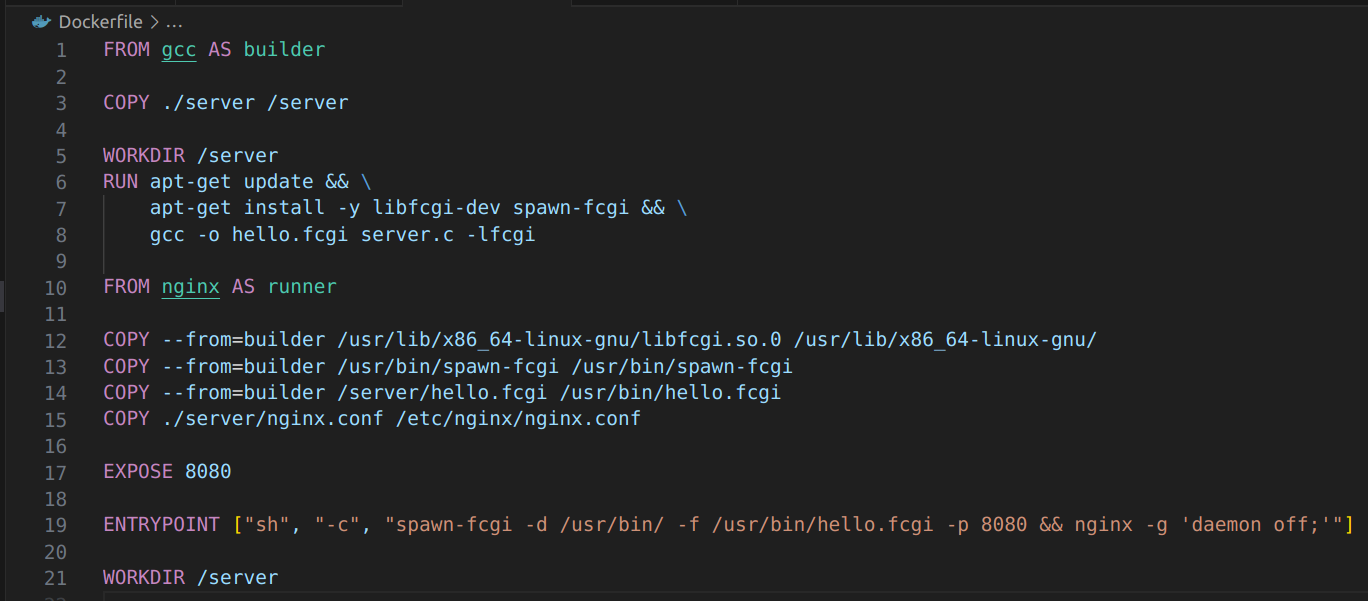 Dockerfile > ...
1 FROM gcc AS builder
2
3 COPY ./server /server
4
5 WORKDIR /server
6 RUN apt-get update && \
7     apt-get install -y libfcgi-dev spawn-fcgi && \
8     gcc -o hello.fcgi server.c -lfcgi
9
10 FROM nginx AS runner
11
12 COPY --from=builder /usr/lib/x86_64-linux-gnu/libfcgi.so.0 /usr/lib/x86_64-linux-gnu/
13 COPY --from=builder /usr/bin/spawn-fcgi /usr/bin/spawn-fcgi
14 COPY --from=builder /server/hello.fcgi /usr/bin/hello.fcgi
15 COPY ./server/nginx.conf /etc/nginx/nginx.conf
16
17 EXPOSE 8080
18
19 ENTRYPOINT ["sh", "-c", "spawn-fcgi -d /usr/bin/ -f /usr/bin/hello.fcgi -p 8080 && nginx -g 'daemon off;'"]
20
21 WORKDIR /server
22